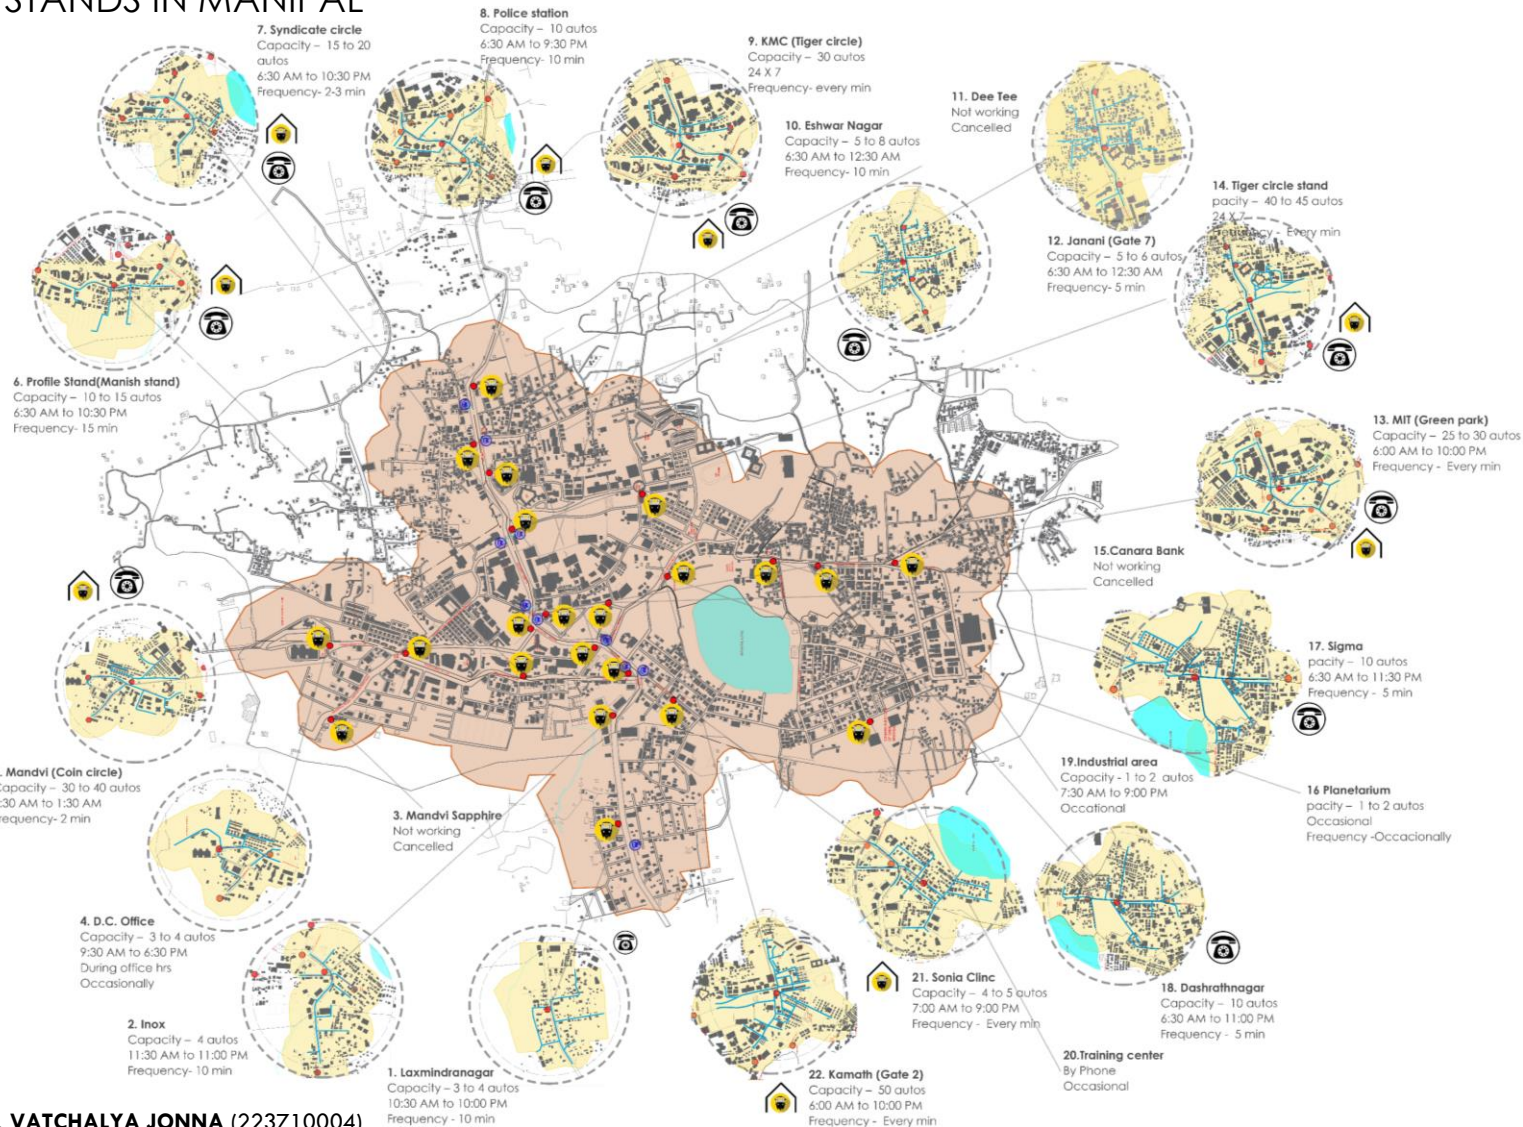 STANDS IN MANIPAL
7. Syndicate circle
Capacity – 15 to 20
autos
6:30 AM to 10:30 PM
Frequency- 2-3 min
8. Police station
Capacity – 10 autos
6:30 AM to 9:30 PM
Frequency- 10 min
9. KMC (Tiger circle)
Capacity – 30 autos
24 X 7
Frequency- every min
10. Eshwar Nagar
Capacity – 5 to 8 autos
6:30 AM to 12:30 AM
Frequency- 10 min
11. Dee Tee
Not working
Cancelled
12. Janani (Gate 7)
Capacity – 5 to 6 autos
6:30 AM to 12:30 AM
Frequency- 5 min
14. Tiger circle stand
pacity – 40 to 45 autos
24 X 7
Frequency - Every min
6. Profile Stand(Manish stand)
Capacity – 10 to 15 autos
6:30 AM to 10:30 PM
Frequency- 15 min
13. MIT (Green park)
Capacity – 25 to 30 autos
6:00 AM to 10:00 PM
Frequency - Every min
15.Canara Bank
Not working
Cancelled
17. Sigma
pacity – 10 autos
6:30 AM to 11:30 PM
Frequency - 5 min
Mandvi (Coin circle)
Capacity – 30 to 40 autos
:30 AM to 1:30 AM
requency- 2 min
3. Mandvi Sapphire
Not working
Cancelled
19.Industrial area
Capacity - 1 to 2 autos
7:30 AM to 9:00 PM
Occational
16 Planetarium
pacity – 1 to 2 autos
Occasional
Frequency -Occacionally
4. D.C. Office
Capacity – 3 to 4 autos
9:30 AM to 6:30 PM
During office hrs
Occasionally
2. Inox
Capacity – 4 autos
11:30 AM to 11:00 PM
Frequency- 10 min
1. Laxmindranagar
Capacity – 3 to 4 autos
10:30 AM to 10:00 PM
Frequency - 10 min
22. Kamath (Gate 2)
Capacity – 50 autos
6:00 AM to 10:00 PM
Frequency - Every min
21. Sonia Clinc
Capacity – 4 to 5 autos
7:00 AM to 9:00 PM
Frequency - Every min
20.Training center
By Phone
Occasional
18. Dashrathnagar
Capacity – 10 autos
6:30 AM to 11:00 PM
Frequency - 5 min
VATCHALYA JONNA (223710004)